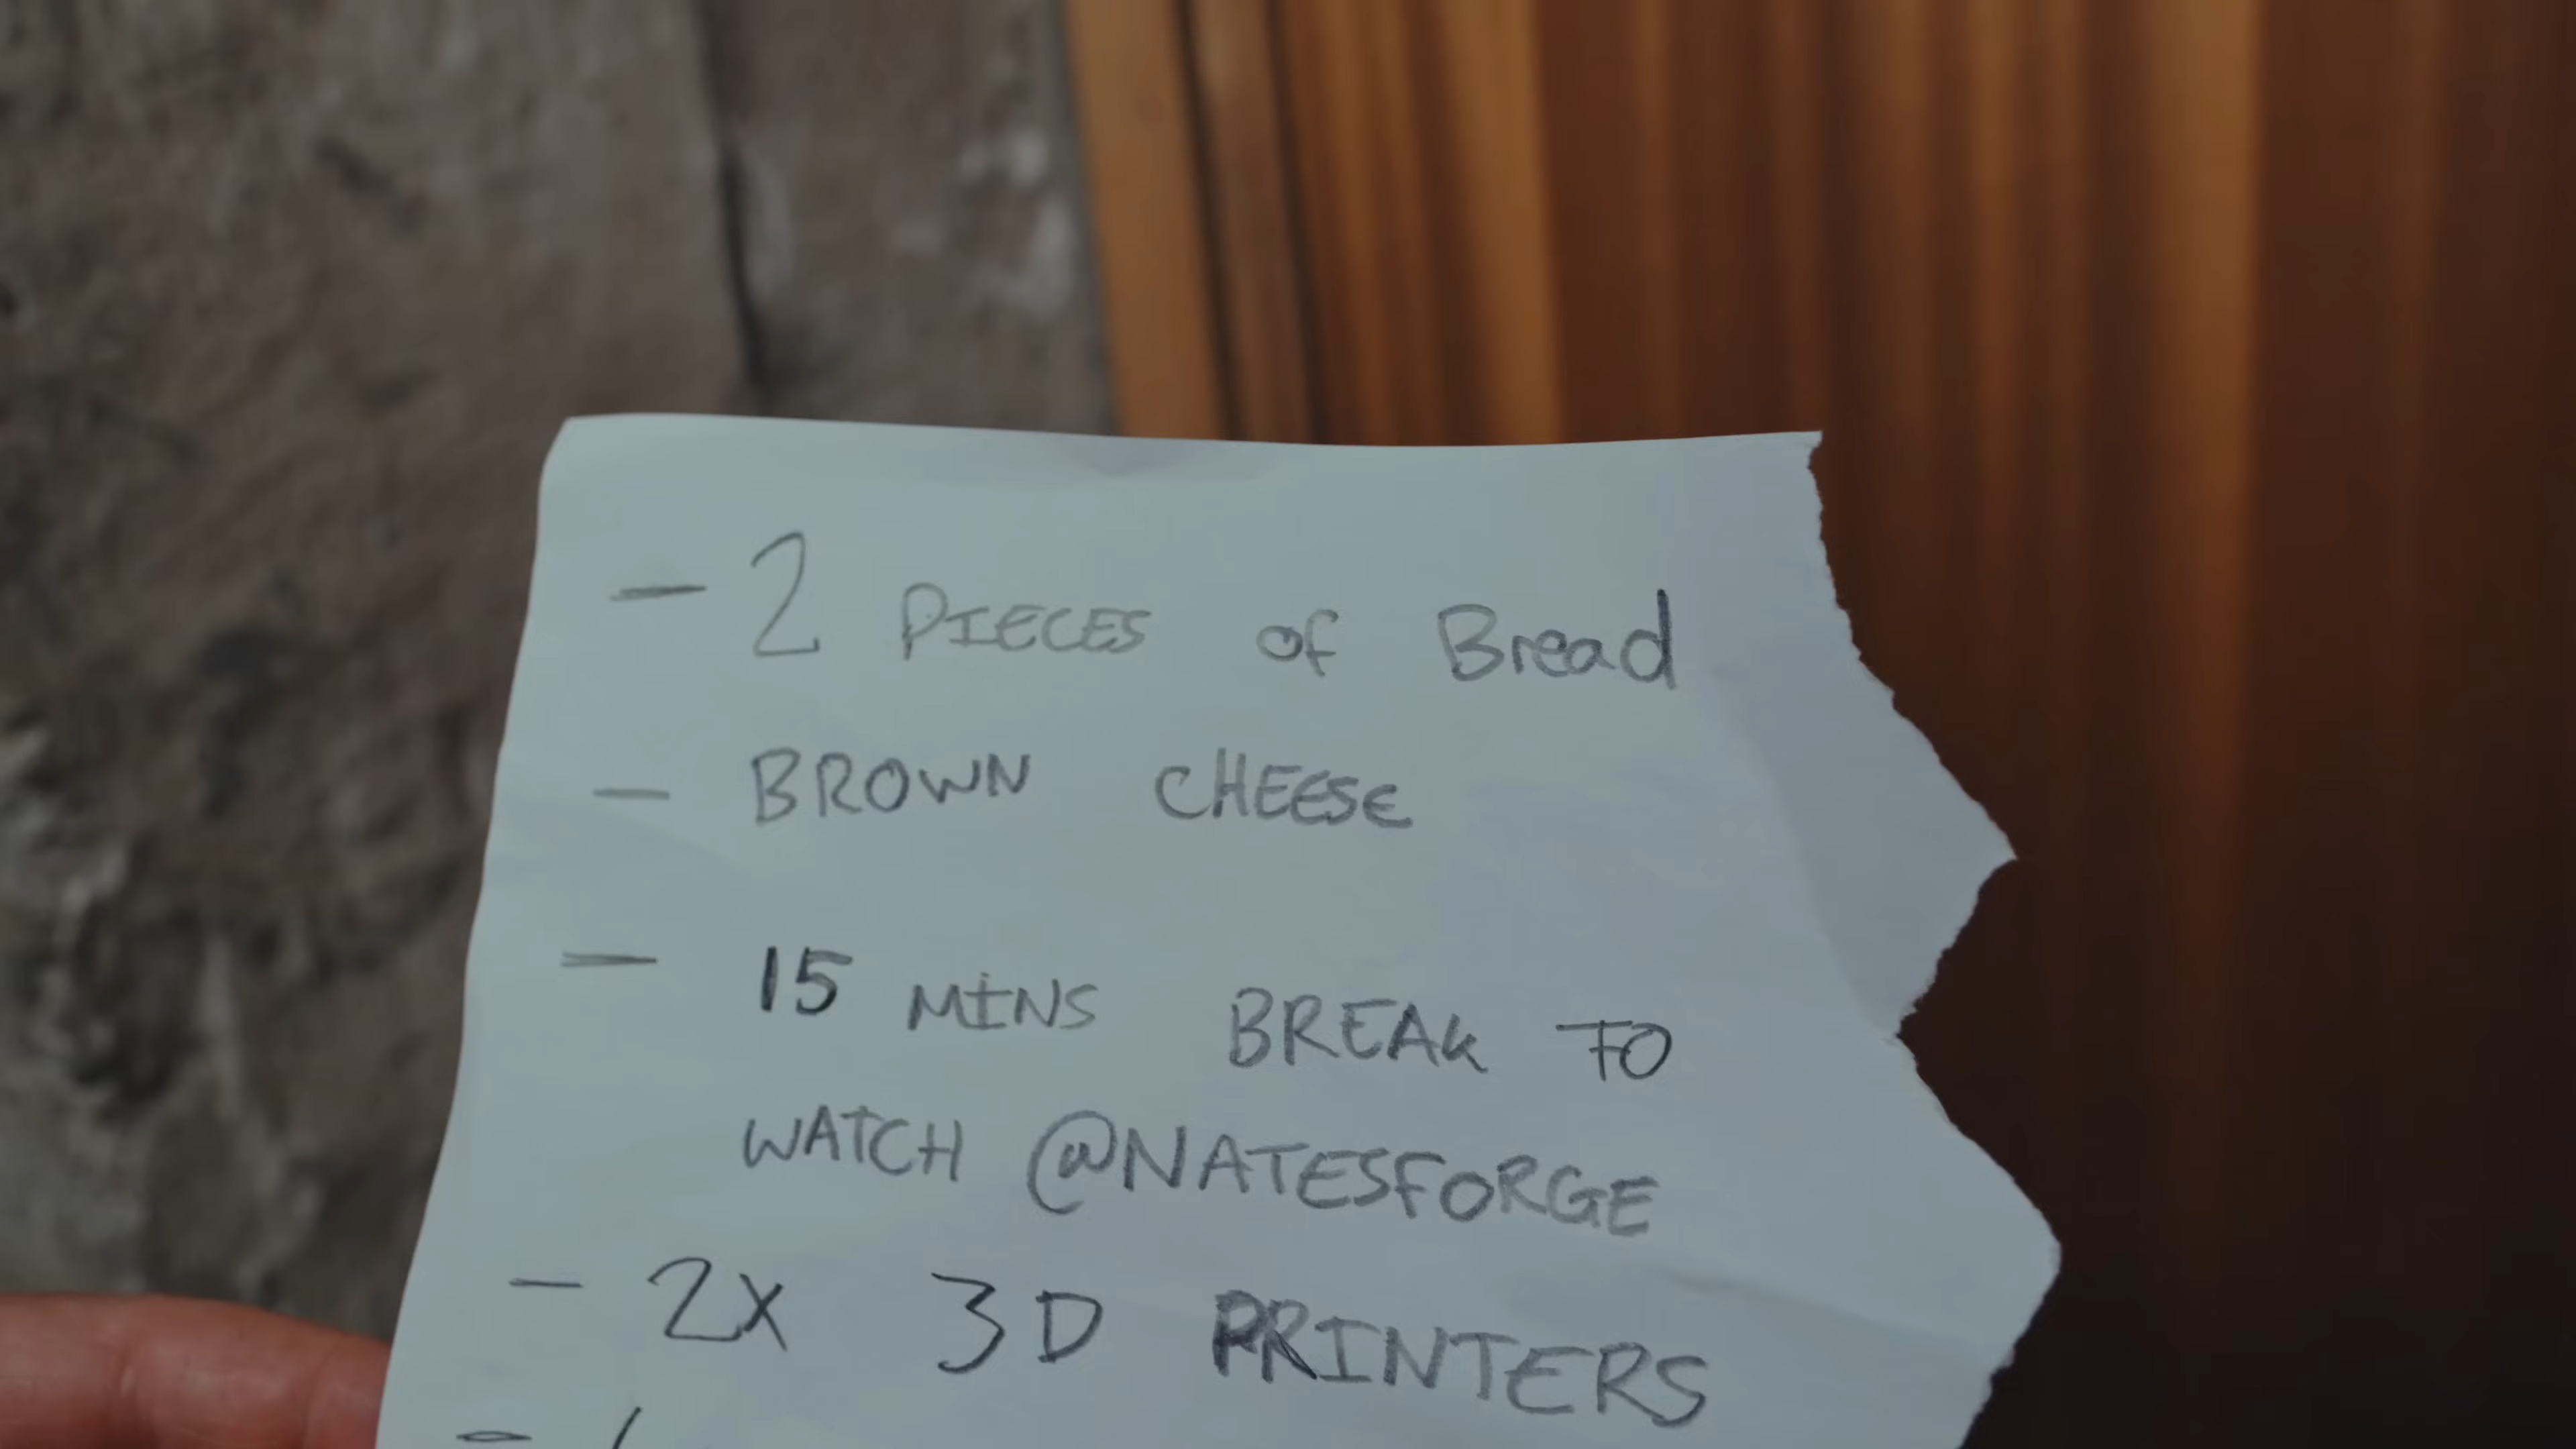 - 2 PIECES of Bread
- BROWN CHEESE
- 15 MINS BREAK TO
WATCH @NATESFORGE
- 2X 3D PRINTERS